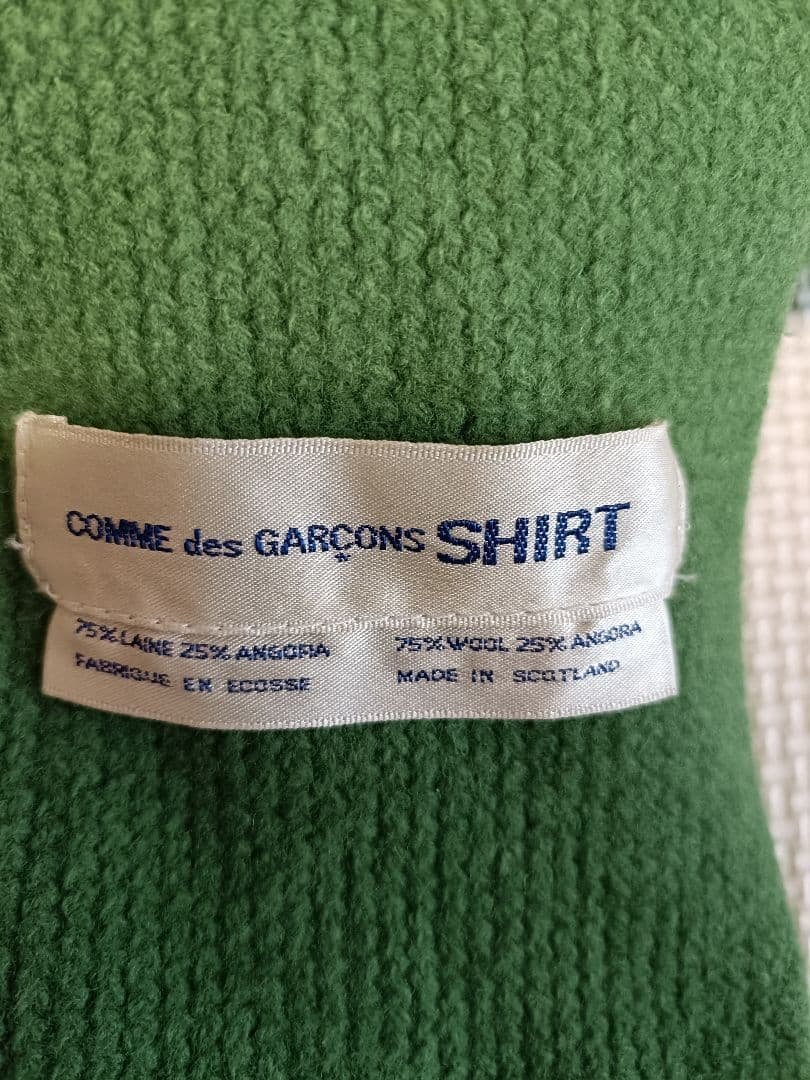 COMME des GARÇONS SHIRT
75% LAINE 25% ANGORA
FABRIQUE EN ECOSSE
75% WOOL 25% ANGORA
MADE IN SCOTLAND